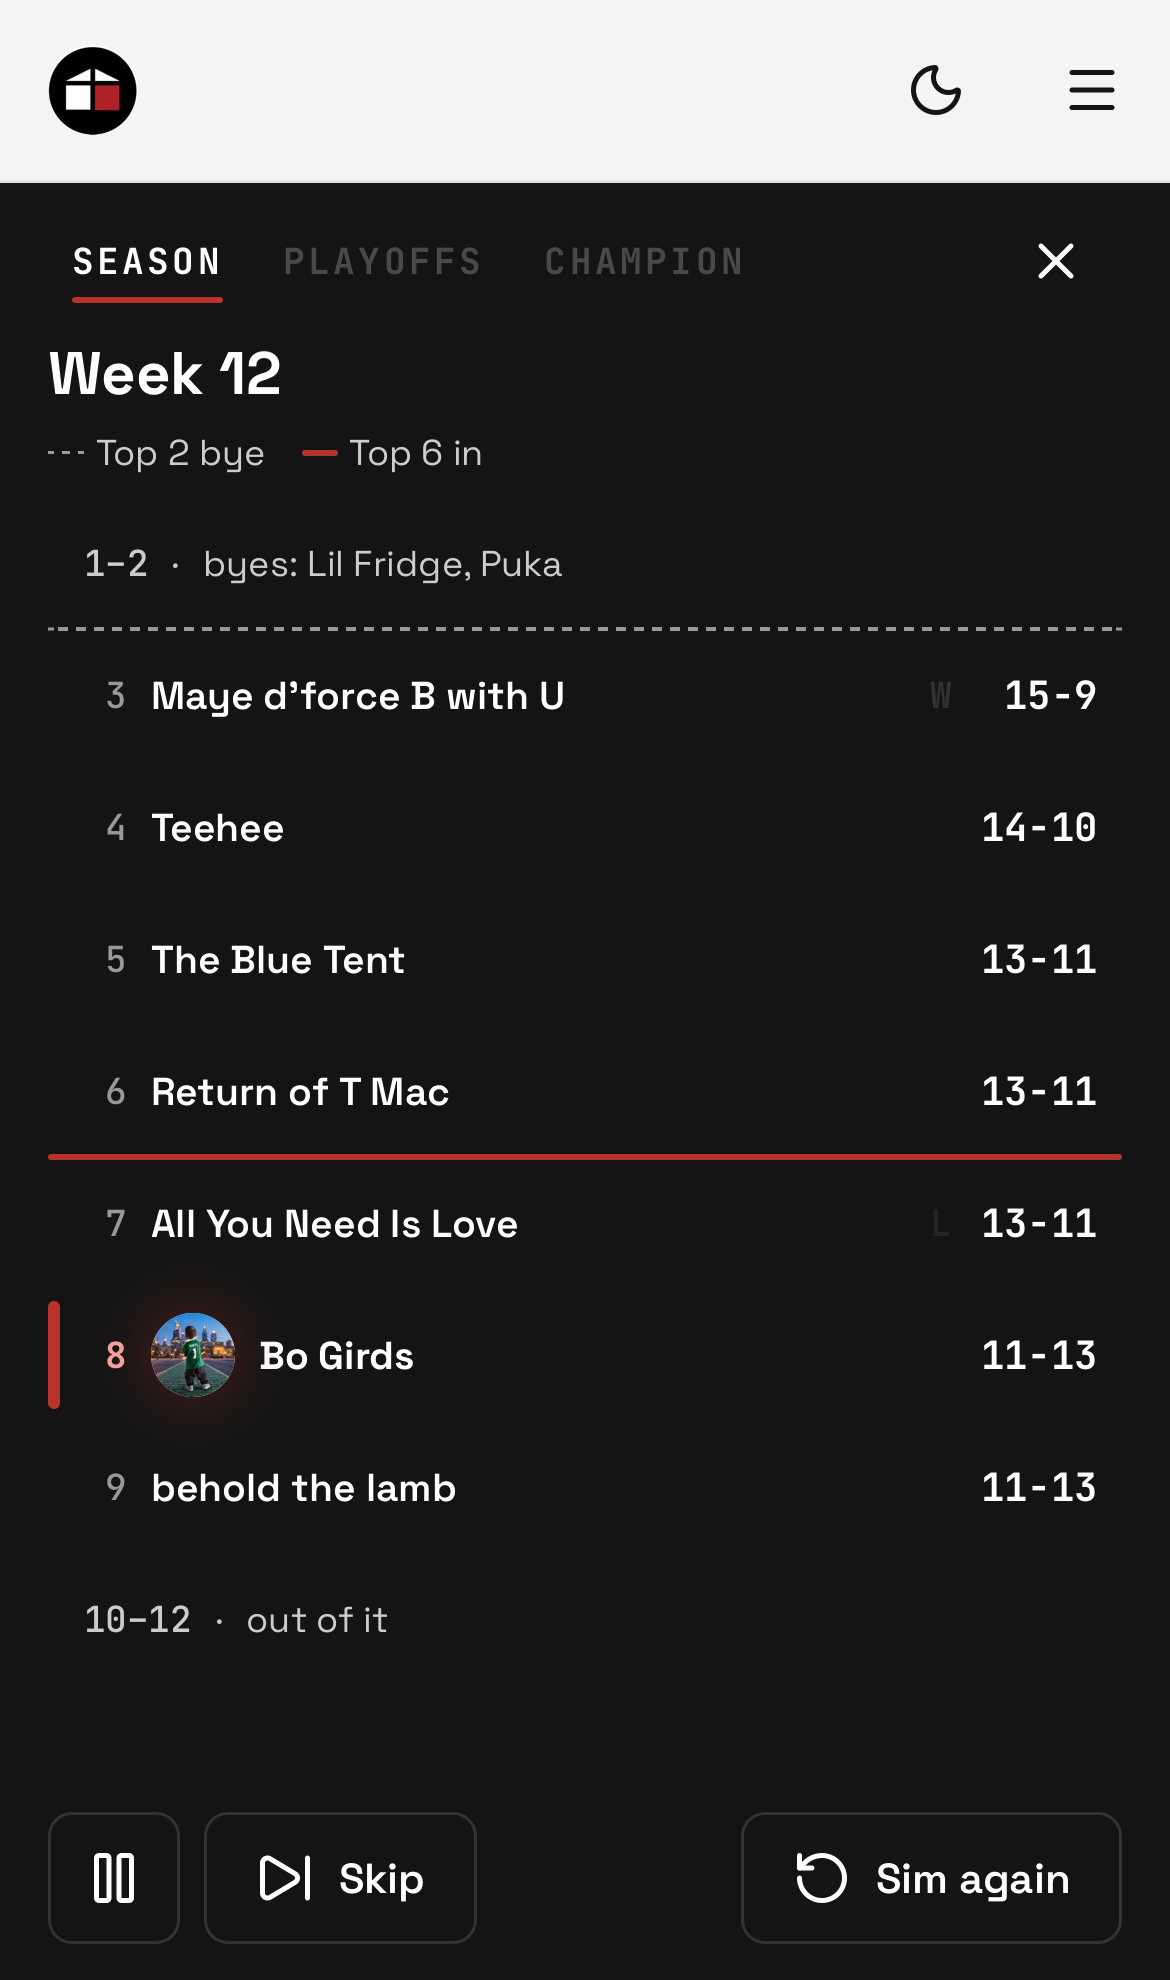 SEASON PLAYOFFS CHAMPION
Week 12
Top 2 bye Top 6 in
1–2 · byes: Lil Fridge, Puka
3 Maye d’force B with U W 15-9
4 Teehee 14-10
5 The Blue Tent 13-11
6 Return of T Mac 13-11
7 All You Need Is Love L 13-11
8 Bo Girds 11-13
9 behold the lamb 11-13
10–12 · out of it
Skip Sim again